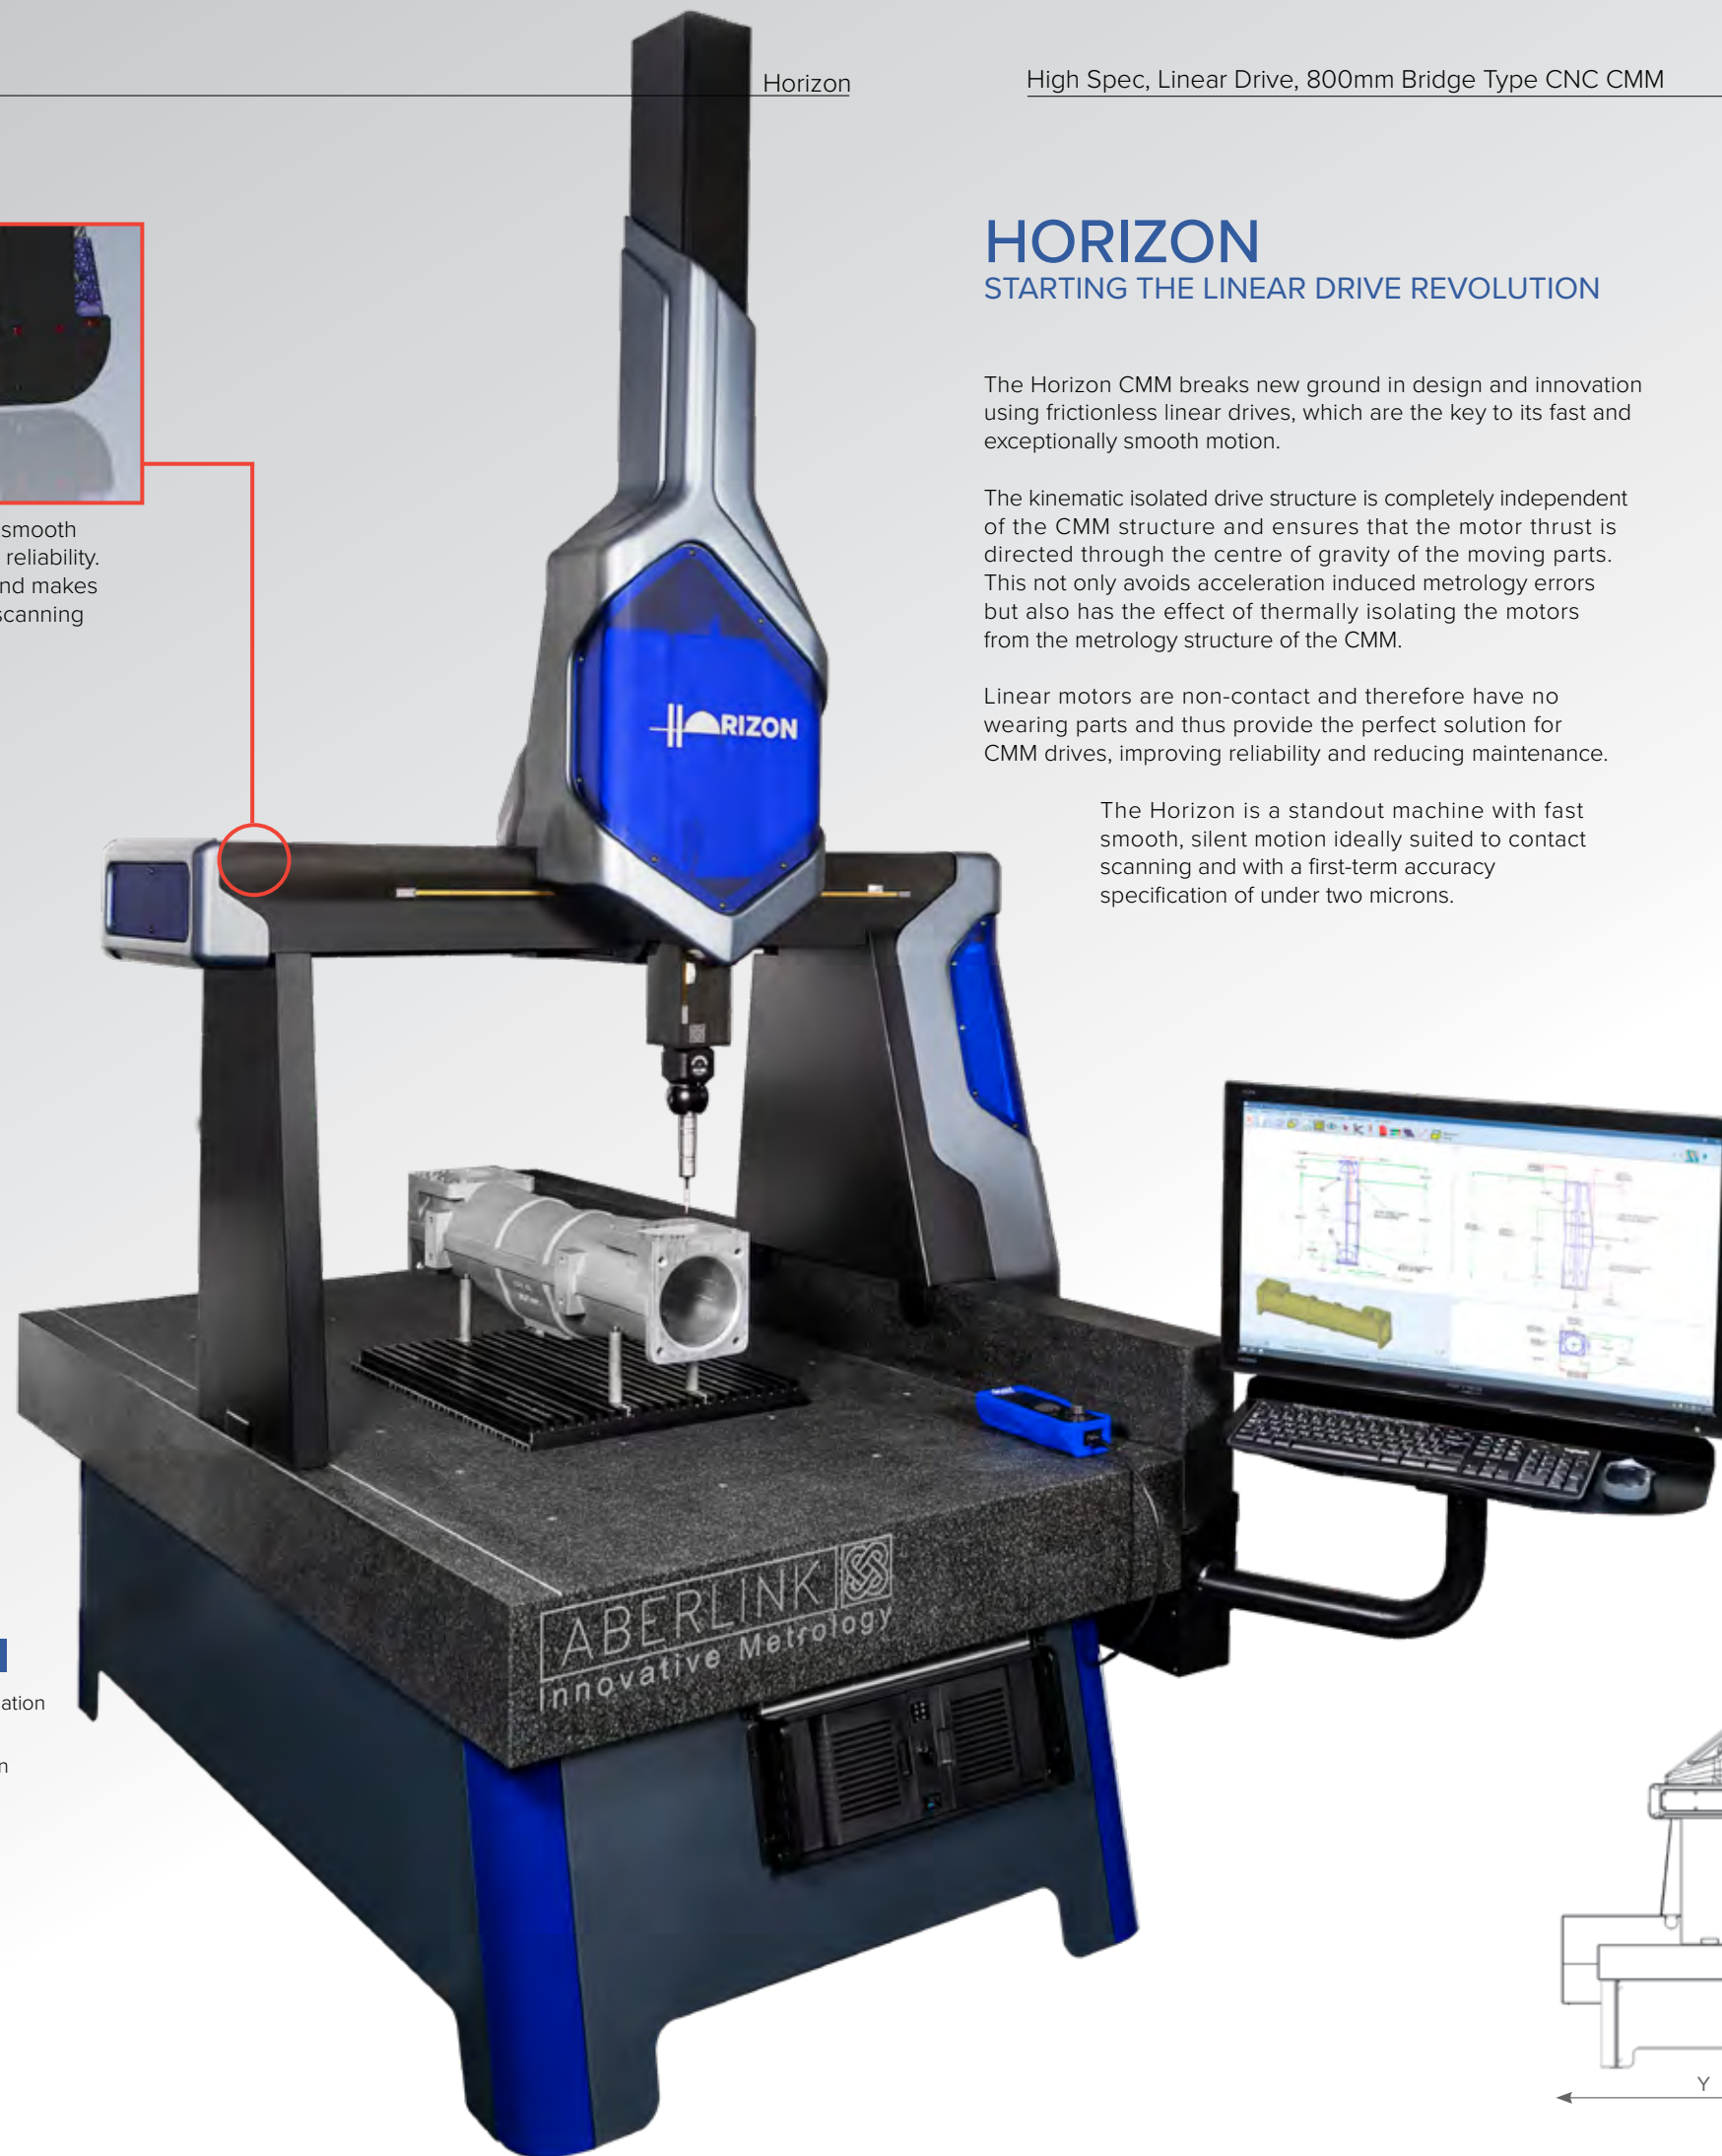 Horizon
High Spec, Linear Drive, 800mm Bridge Type CNC CMM
smooth
reliability.
nd makes
scanning
HORIZON
STARTING THE LINEAR DRIVE REVOLUTION
The Horizon CMM breaks new ground in design and innovation
using frictionless linear drives, which are the key to its fast and
exceptionally smooth motion.
The kinematic isolated drive structure is completely independent
of the CMM structure and ensures that the motor thrust is
directed through the centre of gravity of the moving parts.
This not only avoids acceleration induced metrology errors
but also has the effect of thermally isolating the motors
from the metrology structure of the CMM.
Linear motors are non-contact and therefore have no
wearing parts and thus provide the perfect solution for
CMM drives, improving reliability and reducing maintenance.
The Horizon is a standout machine with fast
smooth, silent motion ideally suited to contact
scanning and with a first-term accuracy
specification of under two microns.
HORIZON
ABERLINK
Innovative Metrology
ation
n
Y